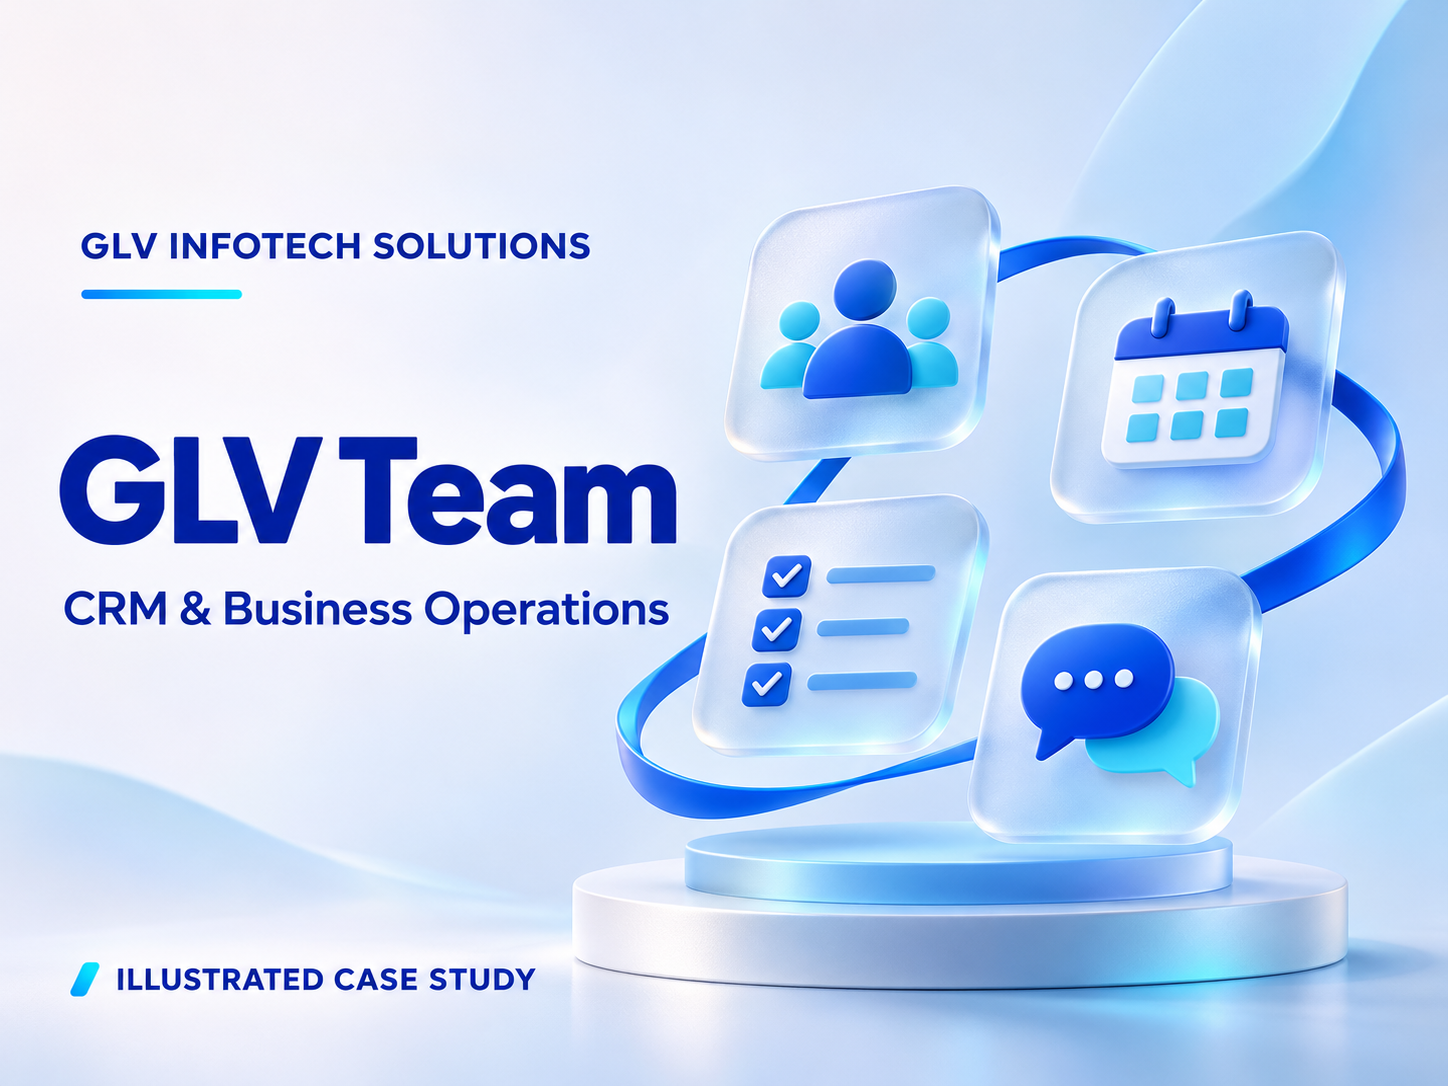 GLV INFOTECH SOLUTIONS
GLV Team
CRM & Business Operations
ILLUSTRATED CASE STUDY